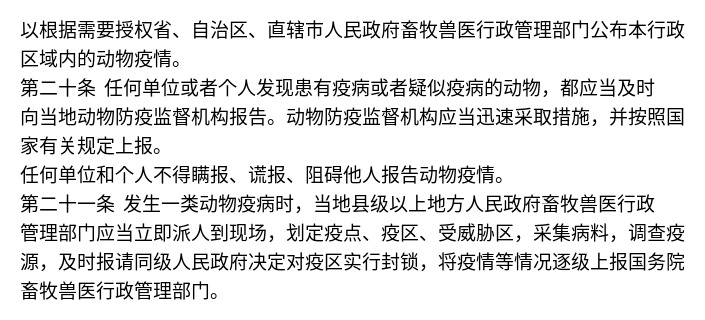 以根据需要授权省、自治区、直辖市人民政府畜牧兽医行政管理部门公布本行政
区域内的动物疫情。
第二十条 任何单位或者个人发现患有疫病或者疑似疫病的动物，都应当及时
向当地动物防疫监督机构报告。动物防疫监督机构应当迅速采取措施，并按照国
家有关规定上报。
任何单位和个人不得瞒报、谎报、阻碍他人报告动物疫情。
第二十一条 发生一类动物疫病时，当地县级以上地方人民政府畜牧兽医行政
管理部门应当立即派人到现场，划定疫点、疫区、受威胁区，采集病料，调查疫
源，及时报请同级人民政府决定对疫区实行封锁，将疫情等情况逐级上报国务院
畜牧兽医行政管理部门。